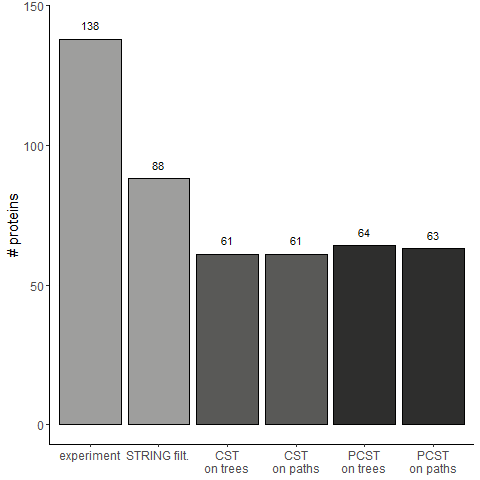 150
138
100
88
61
61
64
63
50
0
# proteins
experiment
STRING filt.
CST
on trees
CST
on paths
PCST
on trees
PCST
on paths